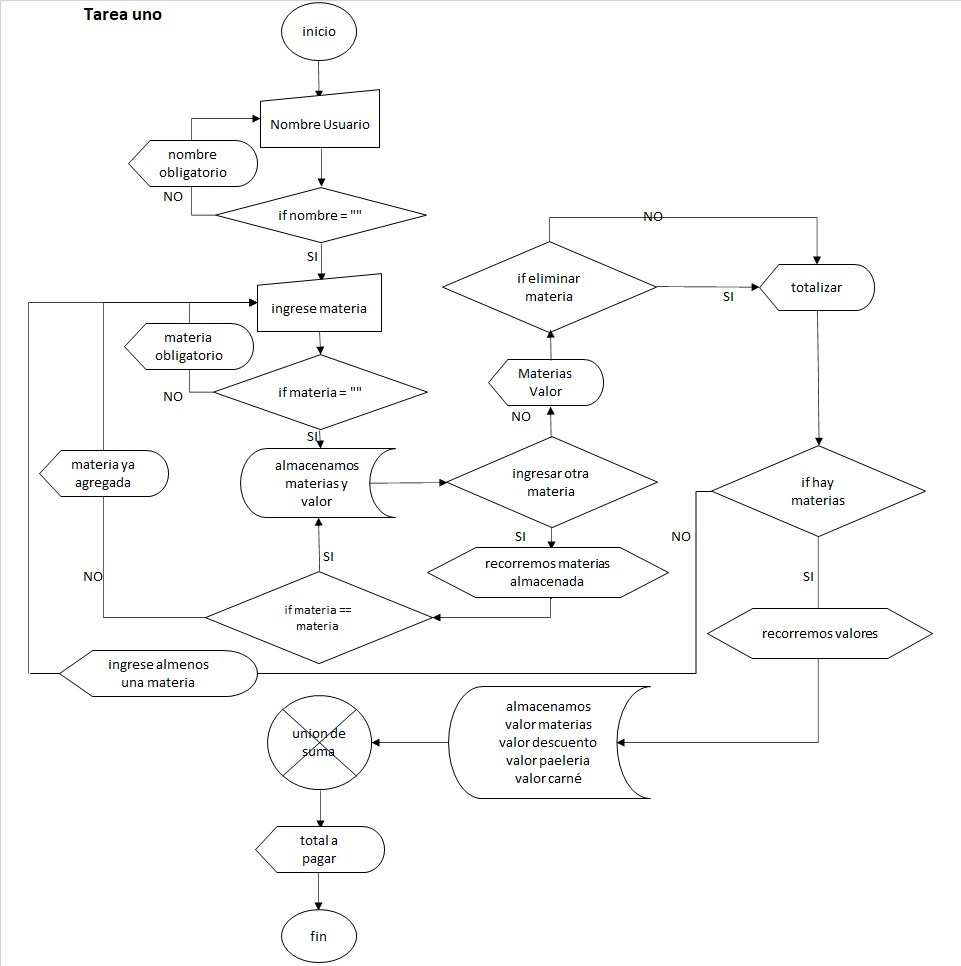 Tarea uno
inicio
Nombre Usuario
nombre
obligatorio
NO
if nombre = ""
SI
ingrese materia
materia
obligatorio
NO
if materia = ""
SI
almacenamos
materias y
valor
materia ya
agregada
NO
SI
if materia ==
materia
ingrese almenos
una materia
NO
if eliminar
materia
SI
totalizar
Materias
Valor
NO
ingresar otra
materia
SI
recorremos materias
almacenada
if hay
materias
NO
SI
recorremos valores
almacenamos
valor materias
valor descuento
valor paeleria
valor carné
union de
suma
total a
pagar
fin